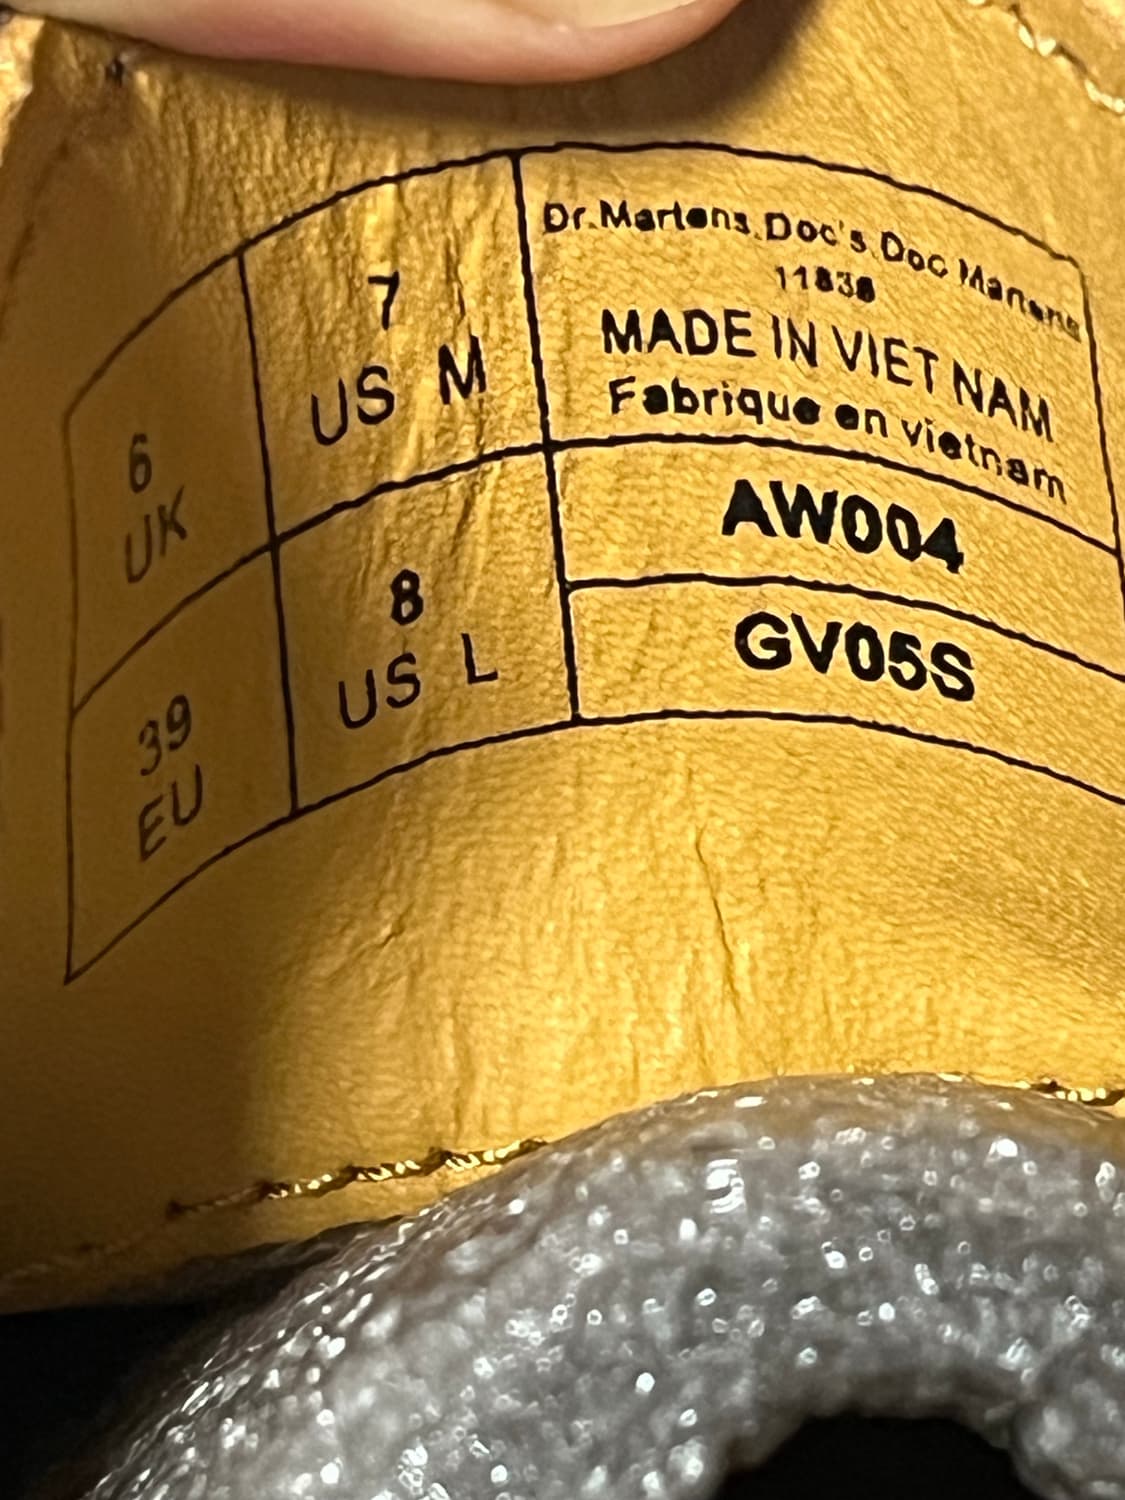 6
UK
7
US M
39
EU
8
US L
Dr.Martens.Doc's.Doc Martens
11838
MADE IN VIET NAM
Fabrique en vietnam
AW004
GV05S